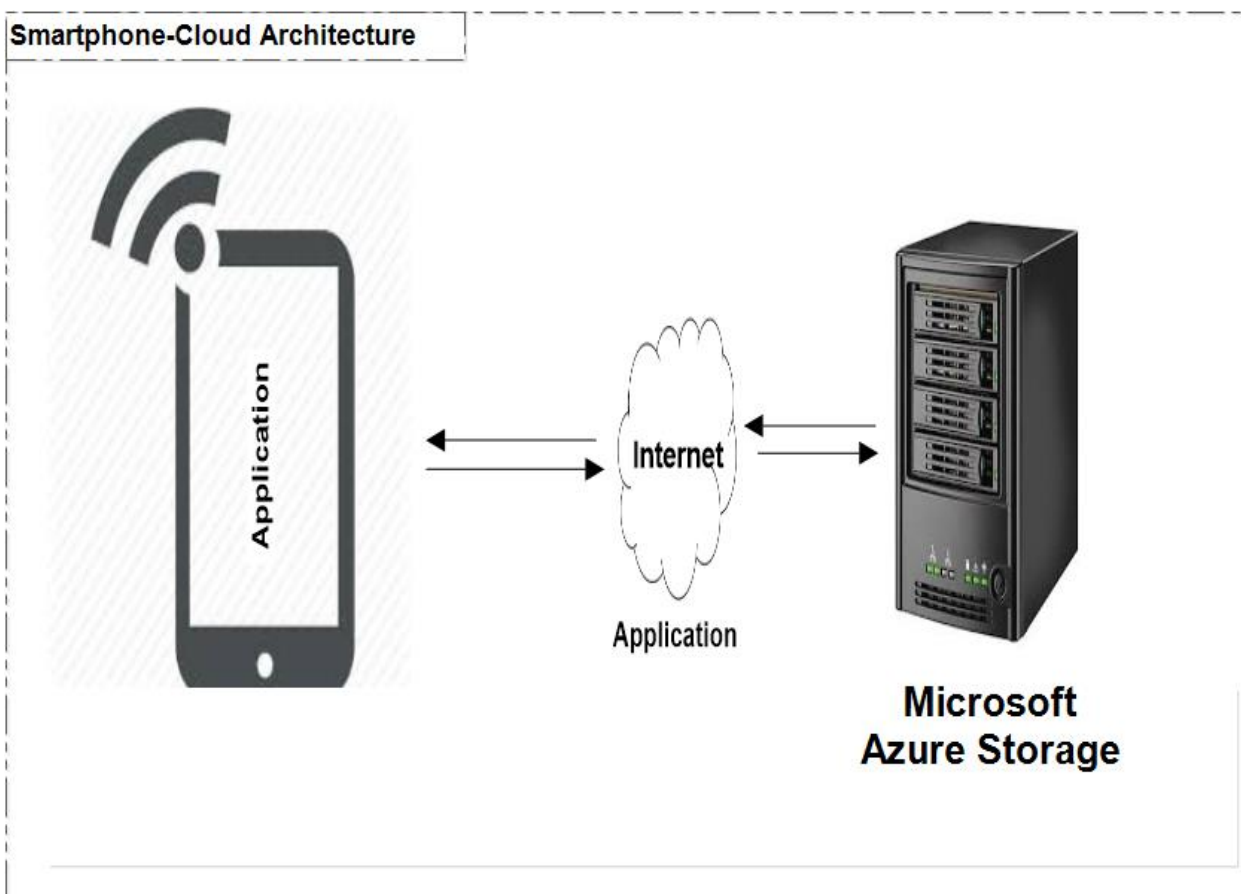 Smartphone-Cloud Architecture
Application
Internet
Application
Microsoft
Azure Storage